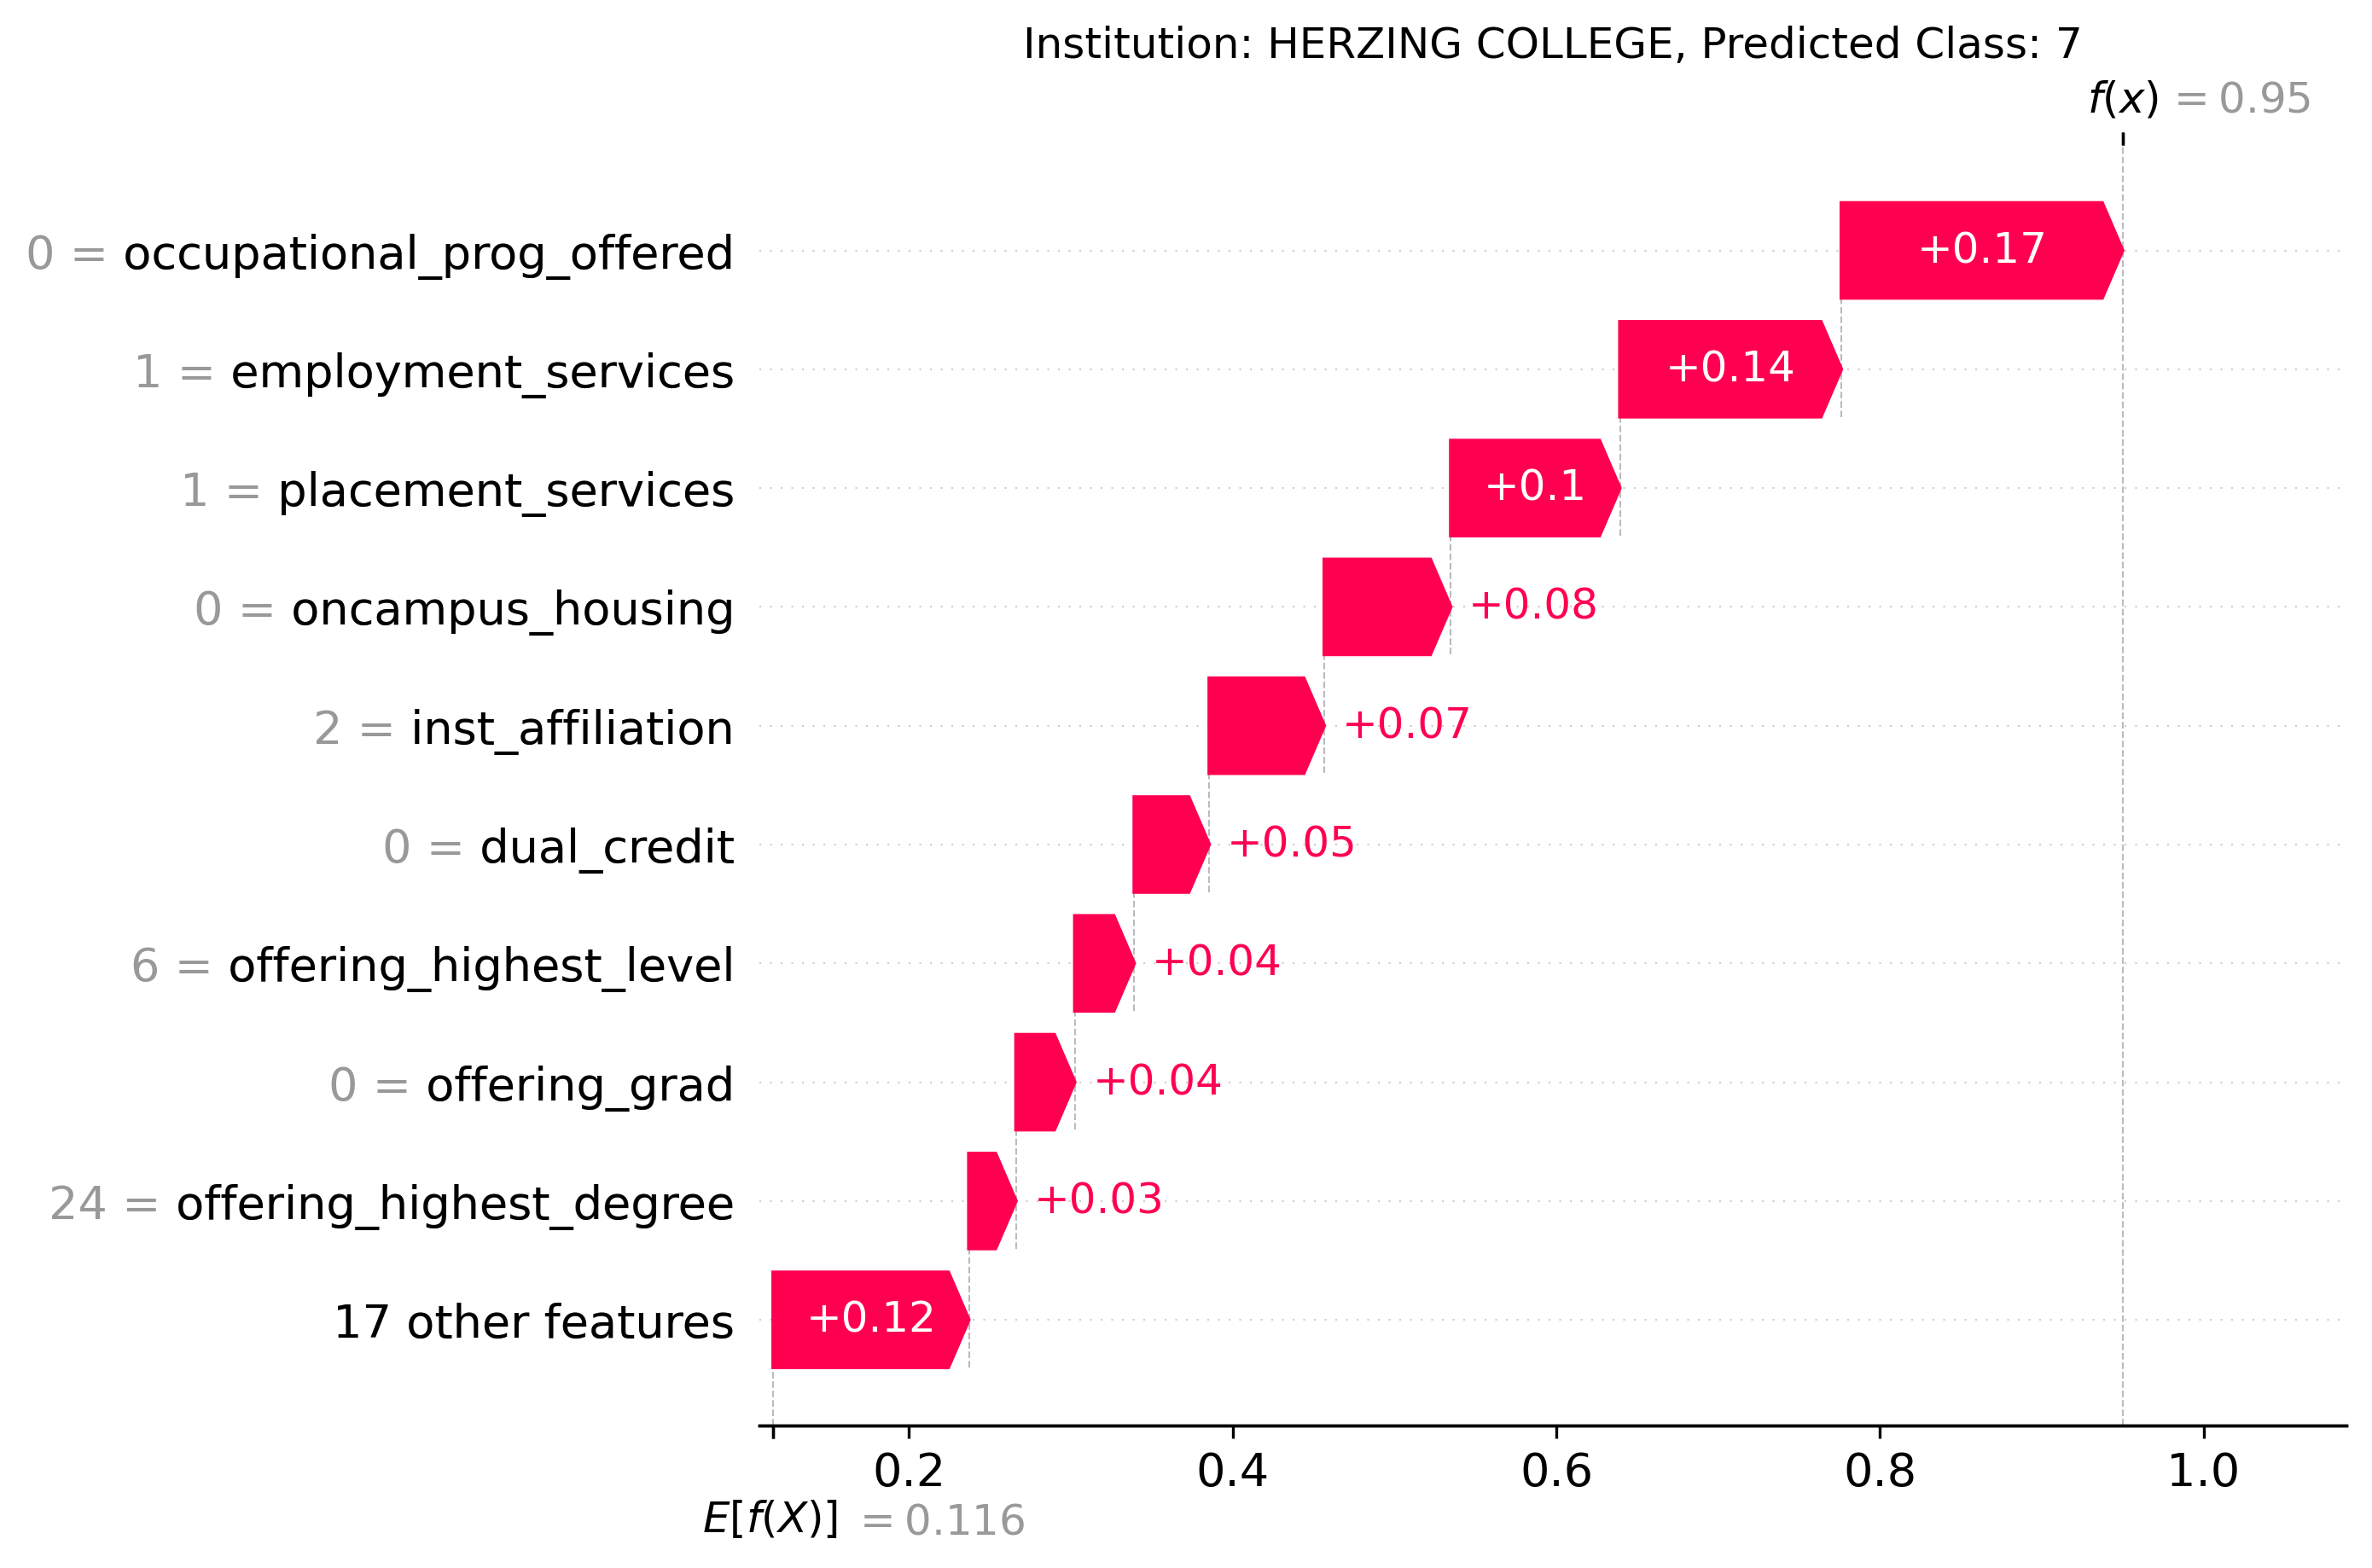 Institution: HERZING COLLEGE, Predicted Class: 7
f(x) = 0.95
0 = occupational_prog_offered +0.17
1 = employment_services +0.14
1 = placement_services +0.1
0 = oncampus_housing +0.08
2 = inst_affiliation +0.07
0 = dual_credit +0.05
6 = offering_highest_level +0.04
0 = offering_grad +0.04
24 = offering_highest_degree +0.03
17 other features +0.12
0.2 0.4 0.6 0.8 1.0
E[f(X)] = 0.116